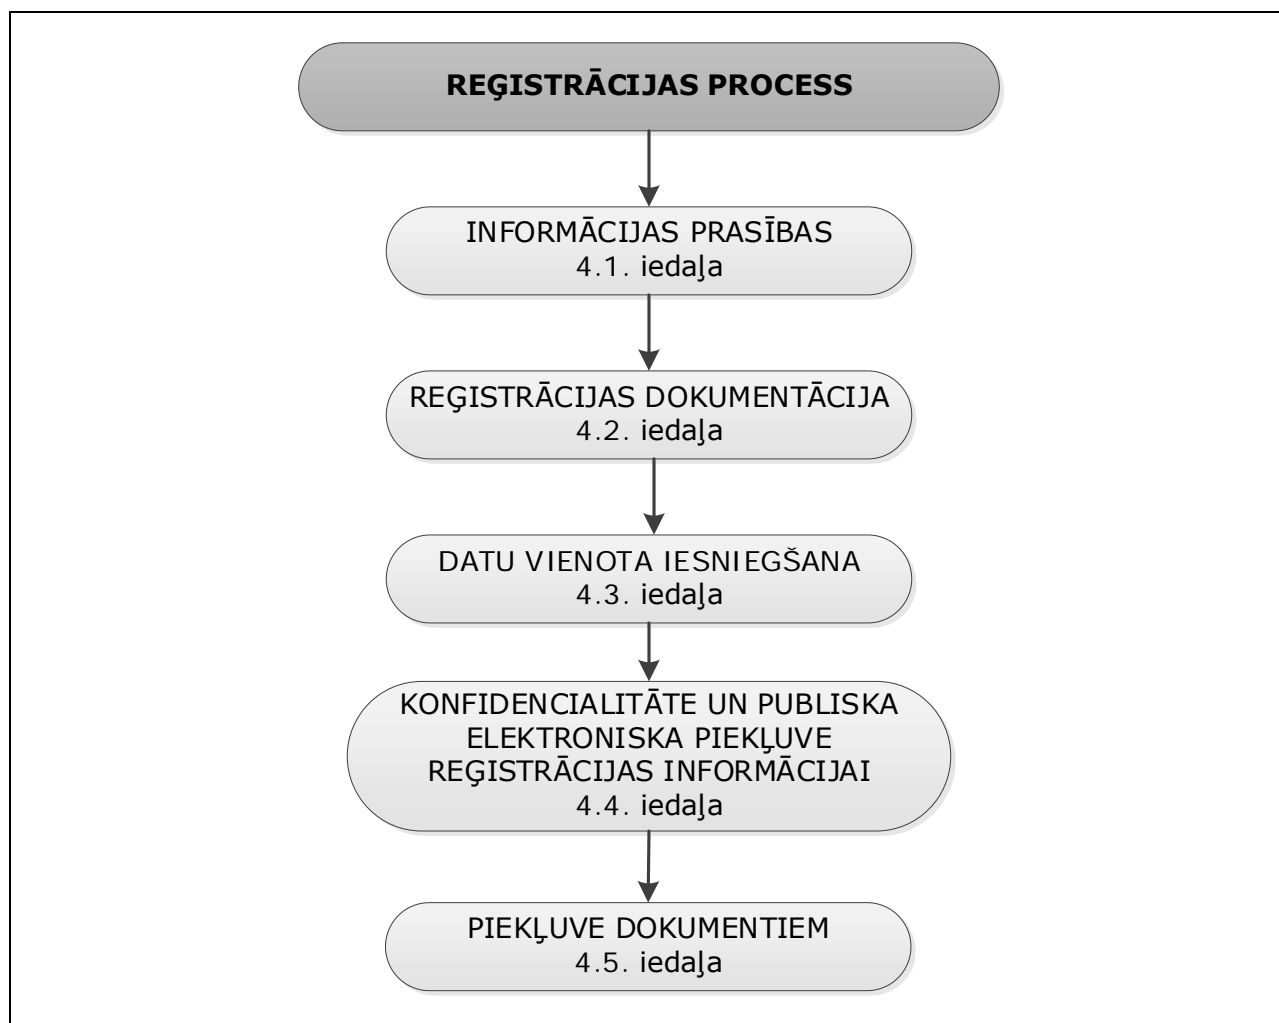 REĢISTRĀCIJAS PROCESS
INFORMĀCIJAS PRASĪBAS
4.1. iedaļa
REĢISTRĀCIJAS DOKUMENTĀCIJA
4.2. iedaļa
DATU VIENOTA IESNIEGŠANA
4.3. iedaļa
KONFIDENCIALITĀTE UN PUBLISKA
ELEKTRONISKA PIEKĻUVE
REĢISTRĀCIJAS INFORMĀCIJAI
4.4. iedaļa
PIEKĻUVE DOKUMENTIEM
4.5. iedaļa